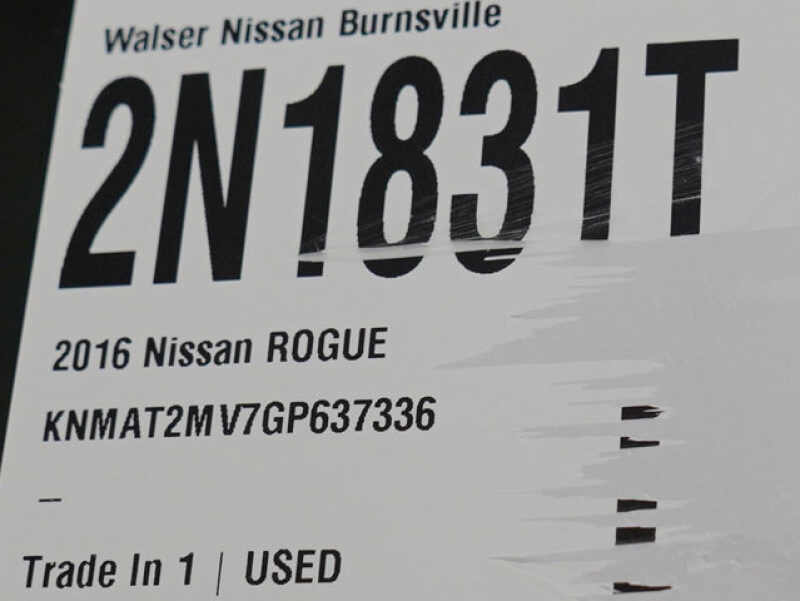 Walser Nissan Burnsville
2N1831T
2016 Nissan ROGUE
KNMAT2MV7GP637336
–
Trade In 1 | USED